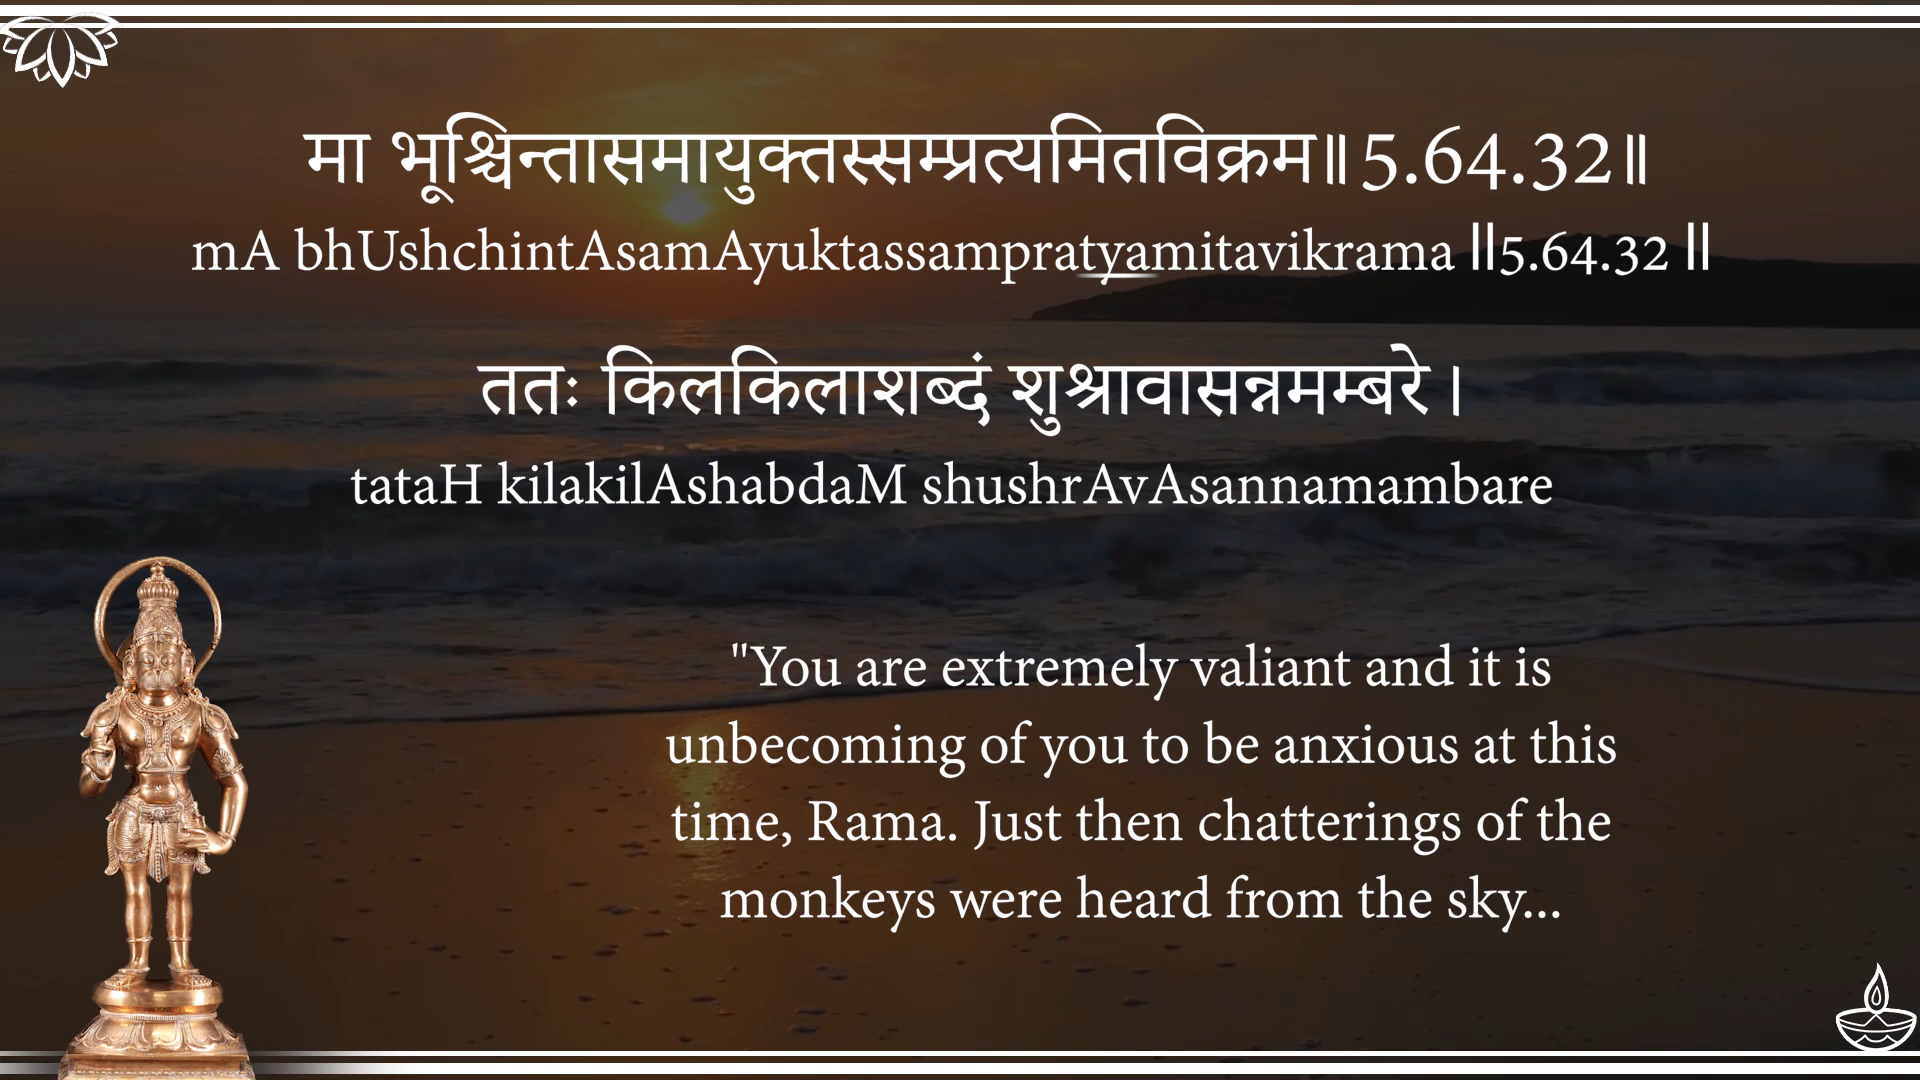 मा भूश्चिन्तासमायुक्तस्सम्प्रत्यमितविक्रम॥5.64.32॥
mA bhUshchintAsamAyuktassampratyamitavikrama ||5.64.32 ||
ततः किलकिलाशब्दं शुश्रावासन्नमम्बरे।
tataH kilakilAshabdaM shushrAvAsannamambare
"You are extremely valiant and it is
unbecoming of you to be anxious at this
time, Rama. Just then chatterings of the
monkeys were heard from the sky...